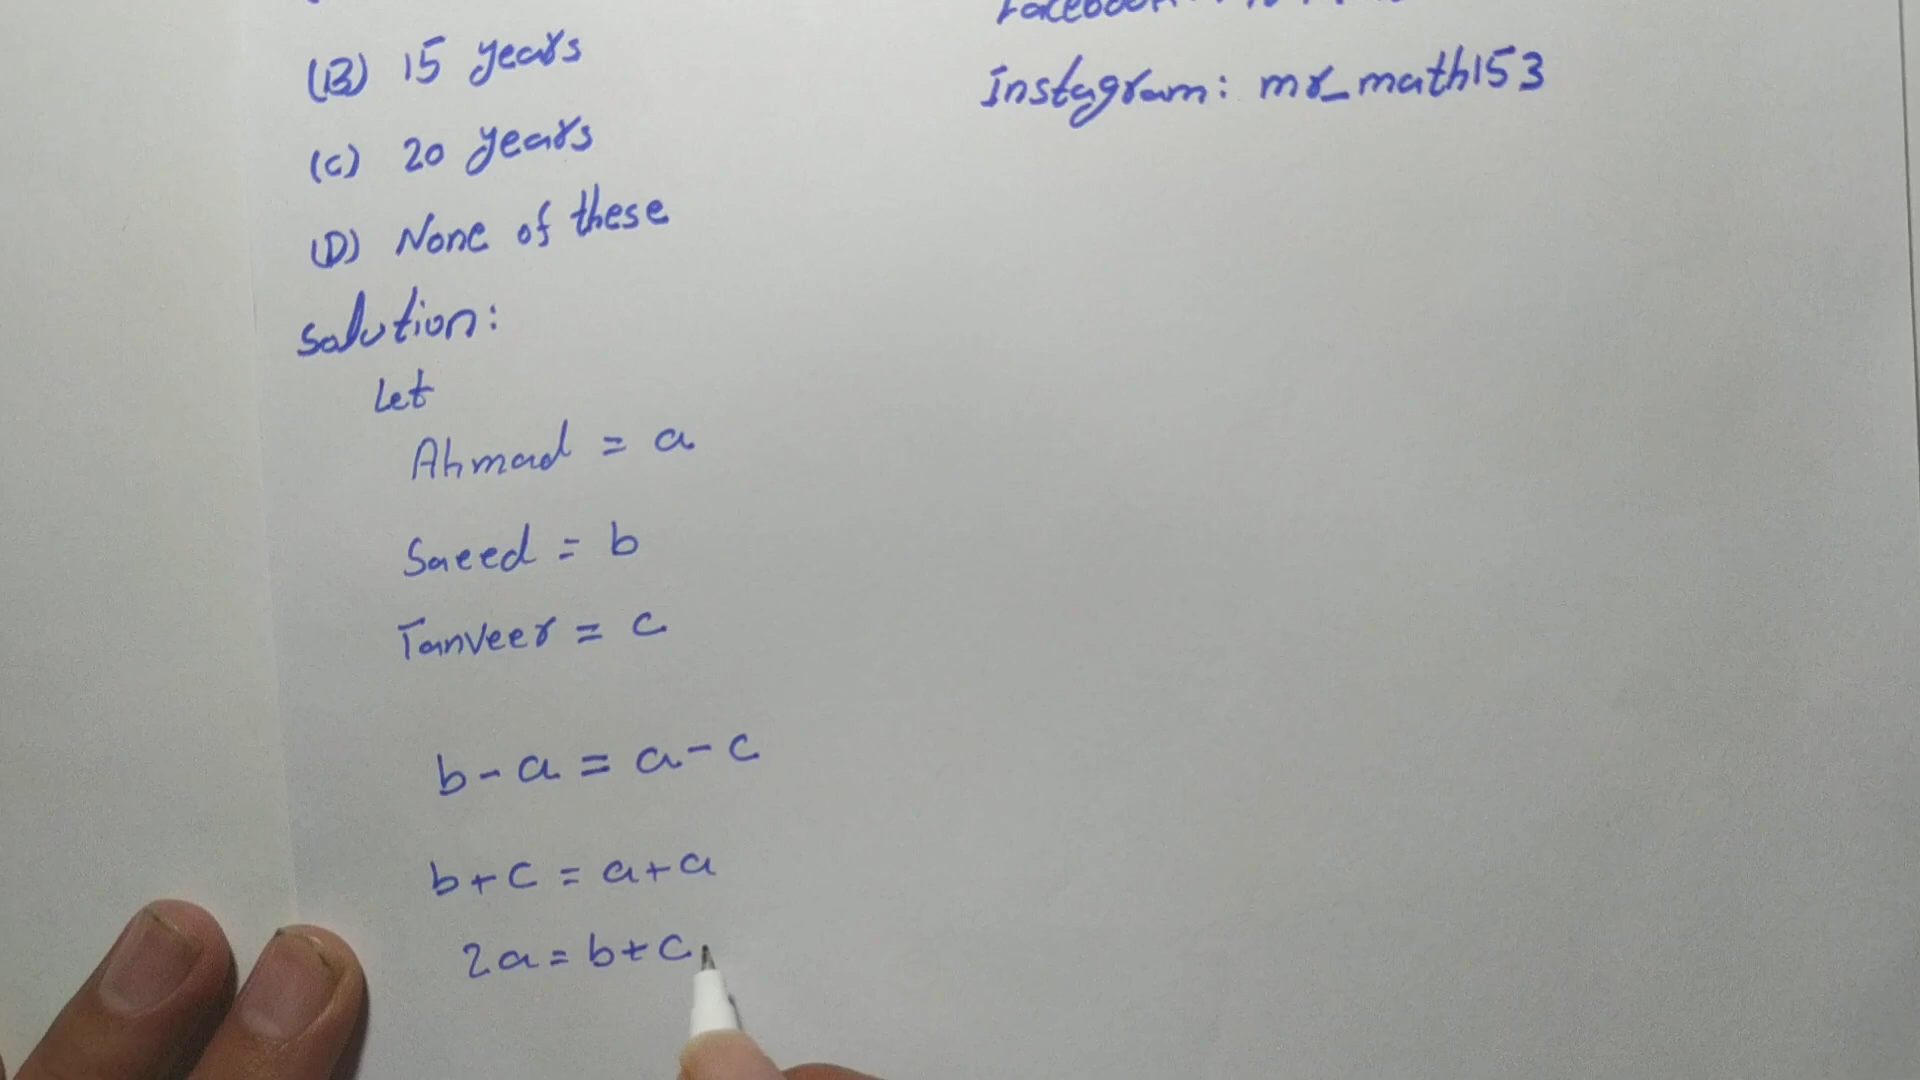 (B) 15 years
(C) 20 years
(D) None of these
Instagram: mr_math153
Solution:
Let
Ahmad = a
Saeed = b
Tanveer = c
b-a = a-c
b+c = a+a
2a = b+c